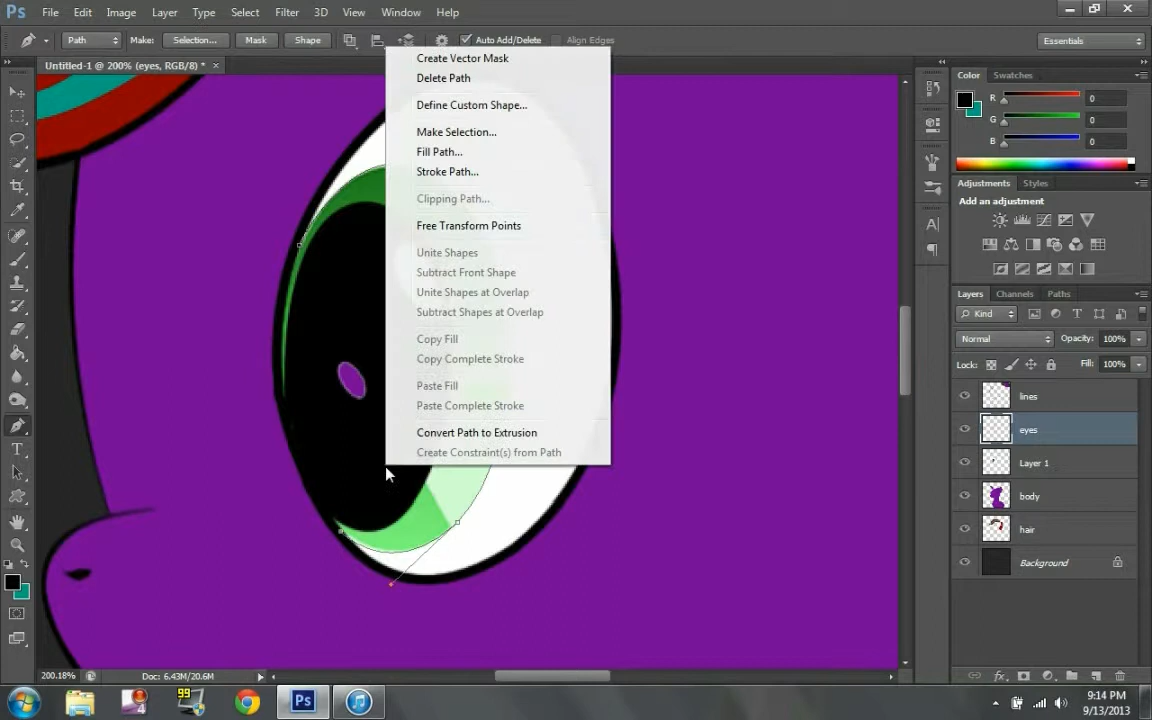 Ps File Edit Image Layer Type Select Filter 3D View Window Help
Path Make: Selection... Mask Shape Auto Add/Delete Align Edges Essentials
Untitled-1 @ 200% (eyes, RGB/8) * ×
Create Vector Mask
Delete Path
Define Custom Shape...
Make Selection...
Fill Path...
Stroke Path...
Clipping Path...
Free Transform Points
Unite Shapes
Subtract Front Shape
Unite Shapes at Overlap
Subtract Shapes at Overlap
Copy Fill
Copy Complete Stroke
Paste Fill
Paste Complete Stroke
Convert Path to Extrusion
Create Constraint(s) from Path
Color Swatches
R 0
G 0
B 0
Adjustments Styles
Add an adjustment
Layers Channels Paths
Kind
Normal Opacity: 100%
Lock: Fill: 100%
lines
eyes
Layer 1
body
hair
Background
200.18% Doc: 6.43M/20.6M
99
4
Ps
9:14 PM
9/13/2013